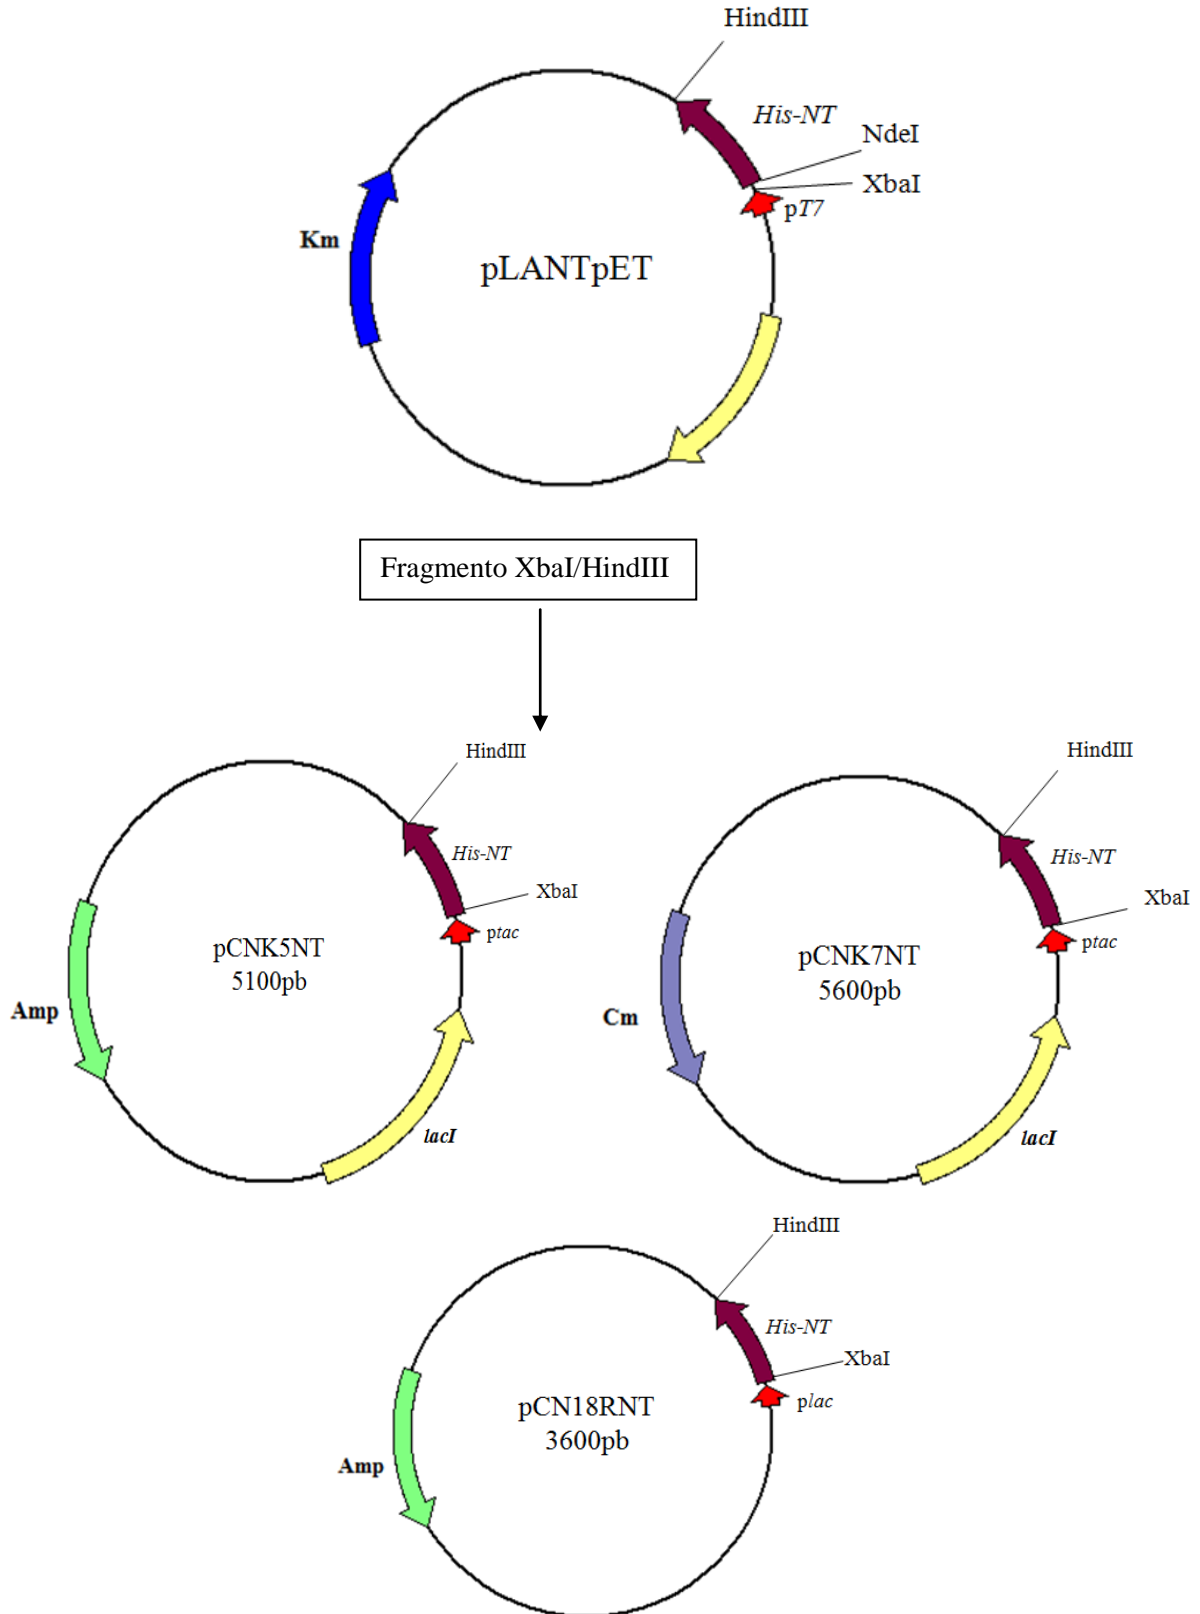 HindIII
His-NT
NdeI
XbaI
pT7
Km
pLANTpET
Fragmento XbaI/HindIII
HindIII
His-NT
XbaI
ptac
pCNK5NT
5100pb
Amp
lacI
HindIII
His-NT
XbaI
ptac
pCNK7NT
5600pb
Cm
lacI
HindIII
His-NT
XbaI
plac
pCN18RNT
3600pb
Amp